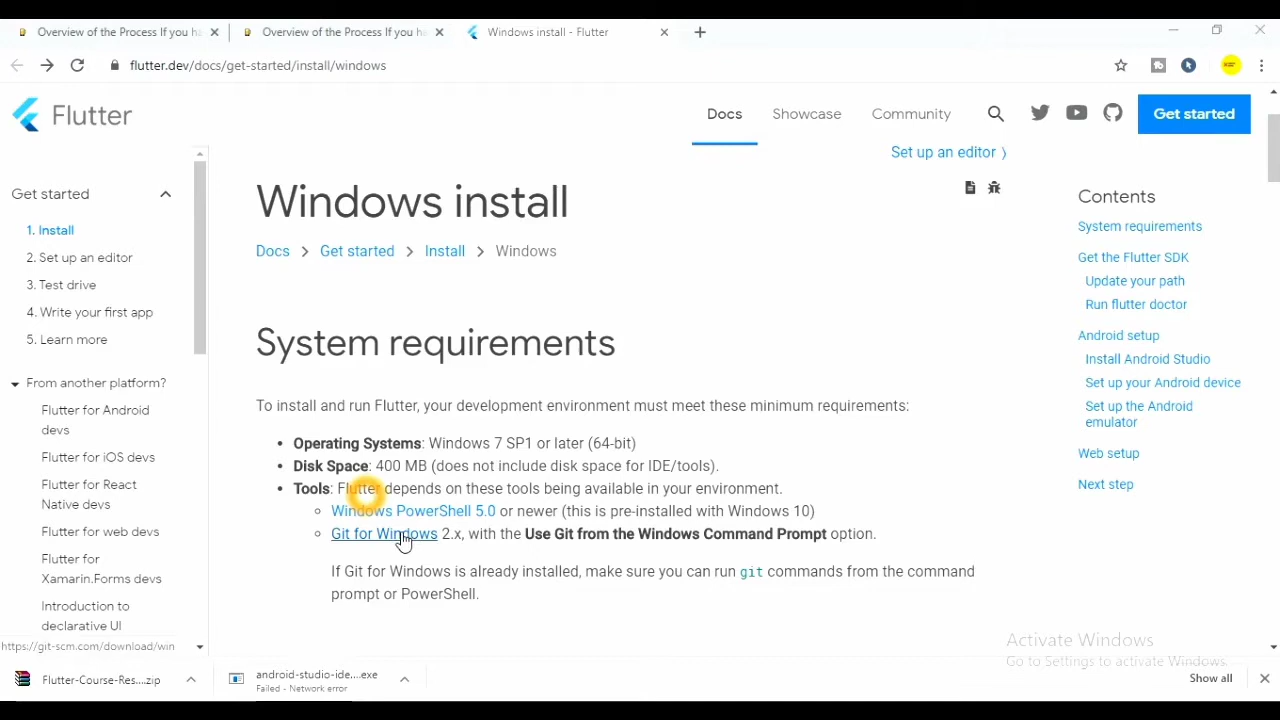 Overview of the Process If you ha
Overview of the Process If you ha
Windows install - Flutter
flutter.dev/docs/get-started/install/windows
Flutter
Docs
Showcase
Community
Get started
Set up an editor 〉
Get started
1. Install
2. Set up an editor
3. Test drive
4. Write your first app
5. Learn more
From another platform?
Flutter for Android
devs
Flutter for iOS devs
Flutter for React
Native devs
Flutter for web devs
Flutter for
Xamarin.Forms devs
Introduction to
declarative UI
Windows install
Docs > Get started > Install > Windows
System requirements
To install and run Flutter, your development environment must meet these minimum requirements:
• Operating Systems: Windows 7 SP1 or later (64-bit)
• Disk Space: 400 MB (does not include disk space for IDE/tools).
• Tools: Flutter depends on these tools being available in your environment.
Windows PowerShell 5.0 or newer (this is pre-installed with Windows 10)
Git for Windows 2.x, with the Use Git from the Windows Command Prompt option.
If Git for Windows is already installed, make sure you can run git commands from the command
prompt or PowerShell.
Contents
System requirements
Get the Flutter SDK
Update your path
Run flutter doctor
Android setup
Install Android Studio
Set up your Android device
Set up the Android
emulator
Web setup
Next step
Activate Windows
Go to Settings to activate Windows.
https://git-scm.com/download/win
Flutter-Course-Res....zip
android-studio-ide....exe
Failed - Network error
Show all